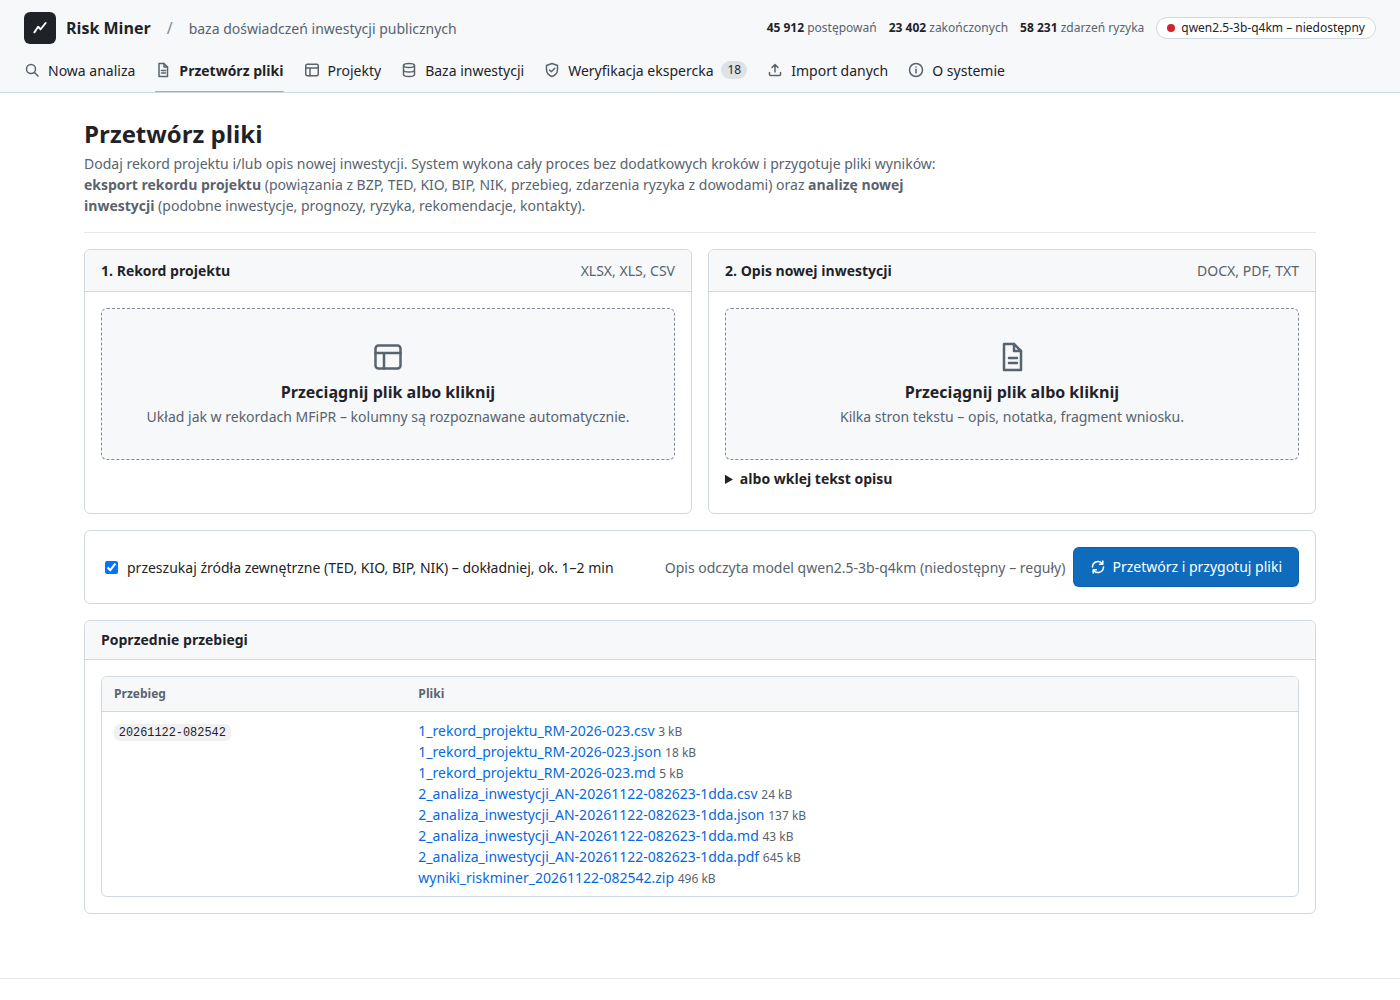 Risk Miner / baza doświadczeń inwestycji publicznych
45 912 postępowań 23 402 zakończonych 58 231 zdarzeń ryzyka qwen2.5-3b-q4km – niedostępny
Nowa analiza Przetwórz pliki Projekty Baza inwestycji Weryfikacja ekspercka 18 Import danych O systemie
Przetwórz pliki
Dodaj rekord projektu i/lub opis nowej inwestycji. System wykona cały proces bez dodatkowych kroków i przygotuje pliki wyników:
eksport rekordu projektu (powiązania z BZP, TED, KIO, BIP, NIK, przebieg, zdarzenia ryzyka z dowodami) oraz analizę nowej
inwestycji (podobne inwestycje, prognozy, ryzyka, rekomendacje, kontakty).
1. Rekord projektu XLSX, XLS, CSV
Przeciągnij plik albo kliknij
Układ jak w rekordach MFiPR – kolumny są rozpoznawane automatycznie.
2. Opis nowej inwestycji DOCX, PDF, TXT
Przeciągnij plik albo kliknij
Kilka stron tekstu – opis, notatka, fragment wniosku.
albo wklej tekst opisu
przeszukaj źródła zewnętrzne (TED, KIO, BIP, NIK) – dokładniej, ok. 1–2 min
Opis odczyta model qwen2.5-3b-q4km (niedostępny – reguły)
Przetwórz i przygotuj pliki
Poprzednie przebiegi
Przebieg Pliki
20261122-082542
1_rekord_projektu_RM-2026-023.csv 3 kB
1_rekord_projektu_RM-2026-023.json 18 kB
1_rekord_projektu_RM-2026-023.md 5 kB
2_analiza_inwestycji_AN-20261122-082623-1dda.csv 24 kB
2_analiza_inwestycji_AN-20261122-082623-1dda.json 137 kB
2_analiza_inwestycji_AN-20261122-082623-1dda.md 43 kB
2_analiza_inwestycji_AN-20261122-082623-1dda.pdf 645 kB
wyniki_riskminer_20261122-082542.zip 496 kB